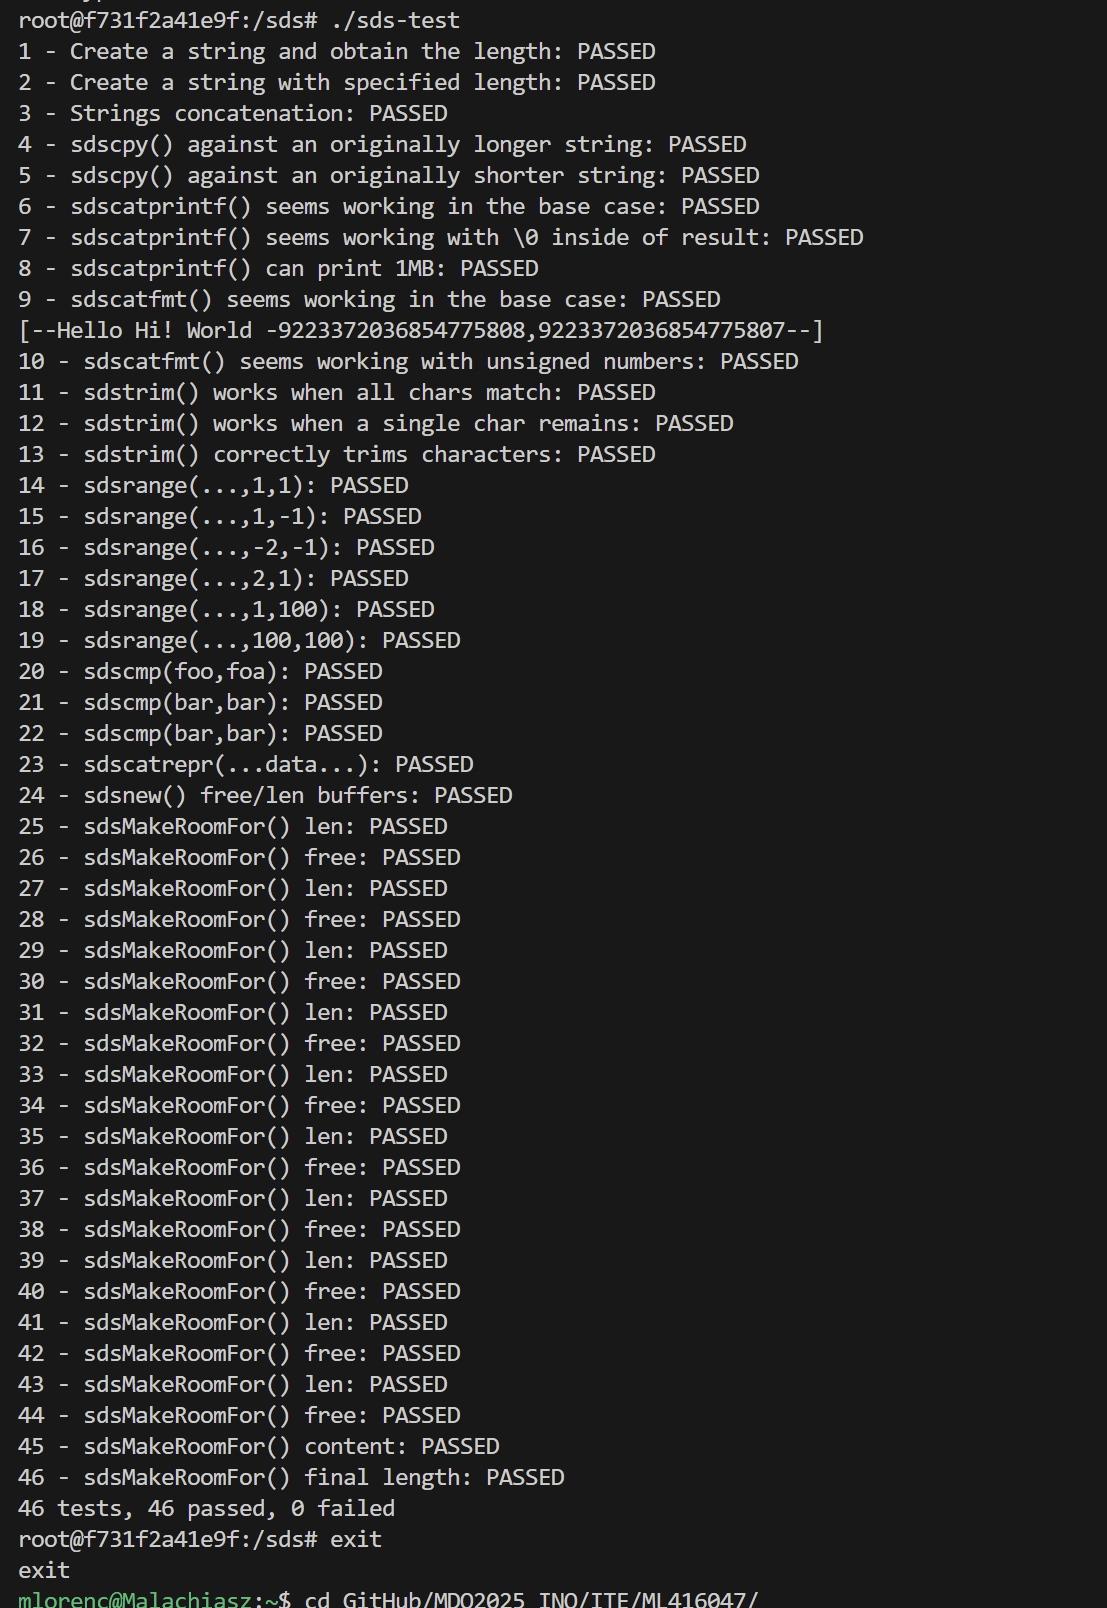 root@f731f2a41e9f:/sds# ./sds-test
1 - Create a string and obtain the length: PASSED
2 - Create a string with specified length: PASSED
3 - Strings concatenation: PASSED
4 - sdscpy() against an originally longer string: PASSED
5 - sdscpy() against an originally shorter string: PASSED
6 - sdscatprintf() seems working in the base case: PASSED
7 - sdscatprintf() seems working with \0 inside of result: PASSED
8 - sdscatprintf() can print 1MB: PASSED
9 - sdscatfmt() seems working in the base case: PASSED
[--Hello Hi! World -9223372036854775808,9223372036854775807--]
10 - sdscatfmt() seems working with unsigned numbers: PASSED
11 - sdstrim() works when all chars match: PASSED
12 - sdstrim() works when a single char remains: PASSED
13 - sdstrim() correctly trims characters: PASSED
14 - sdsrange(...,1,1): PASSED
15 - sdsrange(...,1,-1): PASSED
16 - sdsrange(...,-2,-1): PASSED
17 - sdsrange(...,2,1): PASSED
18 - sdsrange(...,1,100): PASSED
19 - sdsrange(...,100,100): PASSED
20 - sdscmp(foo,foa): PASSED
21 - sdscmp(bar,bar): PASSED
22 - sdscmp(bar,bar): PASSED
23 - sdscatrepr(...data...): PASSED
24 - sdsnew() free/len buffers: PASSED
25 - sdsMakeRoomFor() len: PASSED
26 - sdsMakeRoomFor() free: PASSED
27 - sdsMakeRoomFor() len: PASSED
28 - sdsMakeRoomFor() free: PASSED
29 - sdsMakeRoomFor() len: PASSED
30 - sdsMakeRoomFor() free: PASSED
31 - sdsMakeRoomFor() len: PASSED
32 - sdsMakeRoomFor() free: PASSED
33 - sdsMakeRoomFor() len: PASSED
34 - sdsMakeRoomFor() free: PASSED
35 - sdsMakeRoomFor() len: PASSED
36 - sdsMakeRoomFor() free: PASSED
37 - sdsMakeRoomFor() len: PASSED
38 - sdsMakeRoomFor() free: PASSED
39 - sdsMakeRoomFor() len: PASSED
40 - sdsMakeRoomFor() free: PASSED
41 - sdsMakeRoomFor() len: PASSED
42 - sdsMakeRoomFor() free: PASSED
43 - sdsMakeRoomFor() len: PASSED
44 - sdsMakeRoomFor() free: PASSED
45 - sdsMakeRoomFor() content: PASSED
46 - sdsMakeRoomFor() final length: PASSED
46 tests, 46 passed, 0 failed
root@f731f2a41e9f:/sds# exit
exit
mlorenc@Malachiasz:~$ cd GitHub/MDO2025_INO/ITE/ML416047/